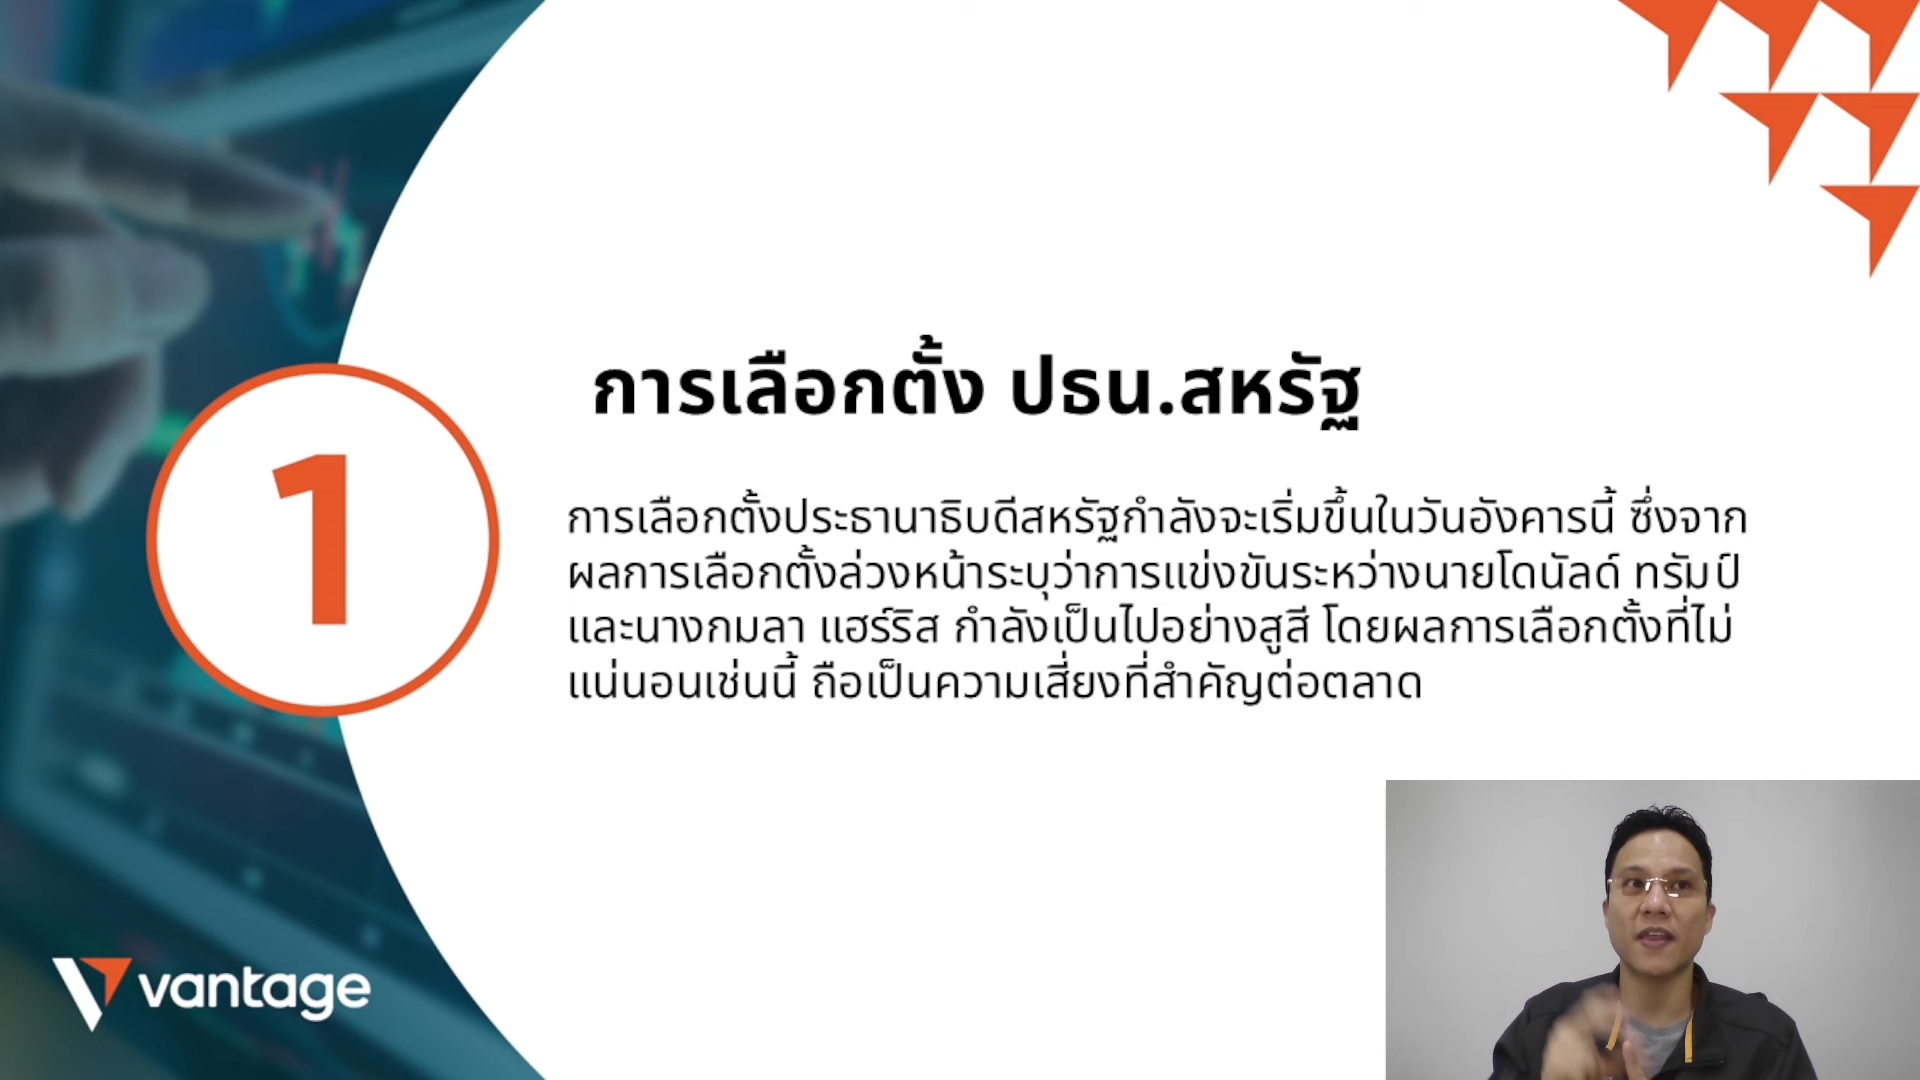 การเลือกตั้ง ปธน.สหรัฐ
1
การเลือกตั้งประธานาธิบดีสหรัฐกำลังจะเริ่มขึ้นในวันอังคารนี้ ซึ่งจาก
ผลการเลือกตั้งล่วงหน้าระบุว่าการแข่งขันระหว่างนายโดนัลด์ ทรัมป์
และนางกมลา แฮร์ริส กำลังเป็นไปอย่างสูสี โดยผลการเลือกตั้งที่ไม่
แน่นอนเช่นนี้ ถือเป็นความเสี่ยงที่สำคัญต่อตลาด
vantage